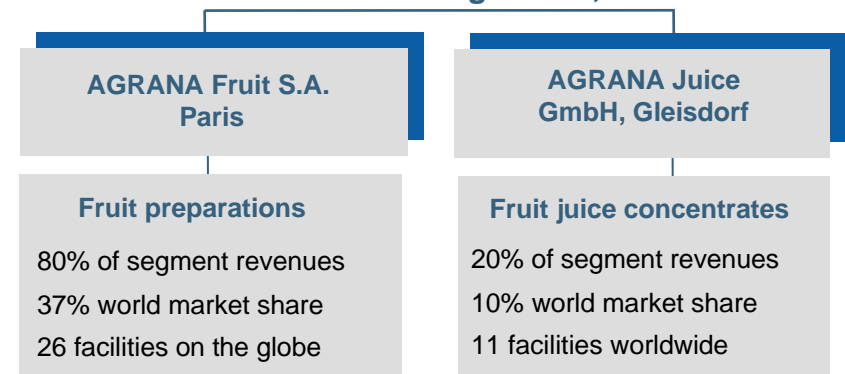 AGRANA Fruit S.A.
Paris
AGRANA Juice
GmbH, Gleisdorf
Fruit preparations
80% of segment revenues
37% world market share
26 facilities on the globe
Fruit juice concentrates
20% of segment revenues
10% world market share
11 facilities worldwide